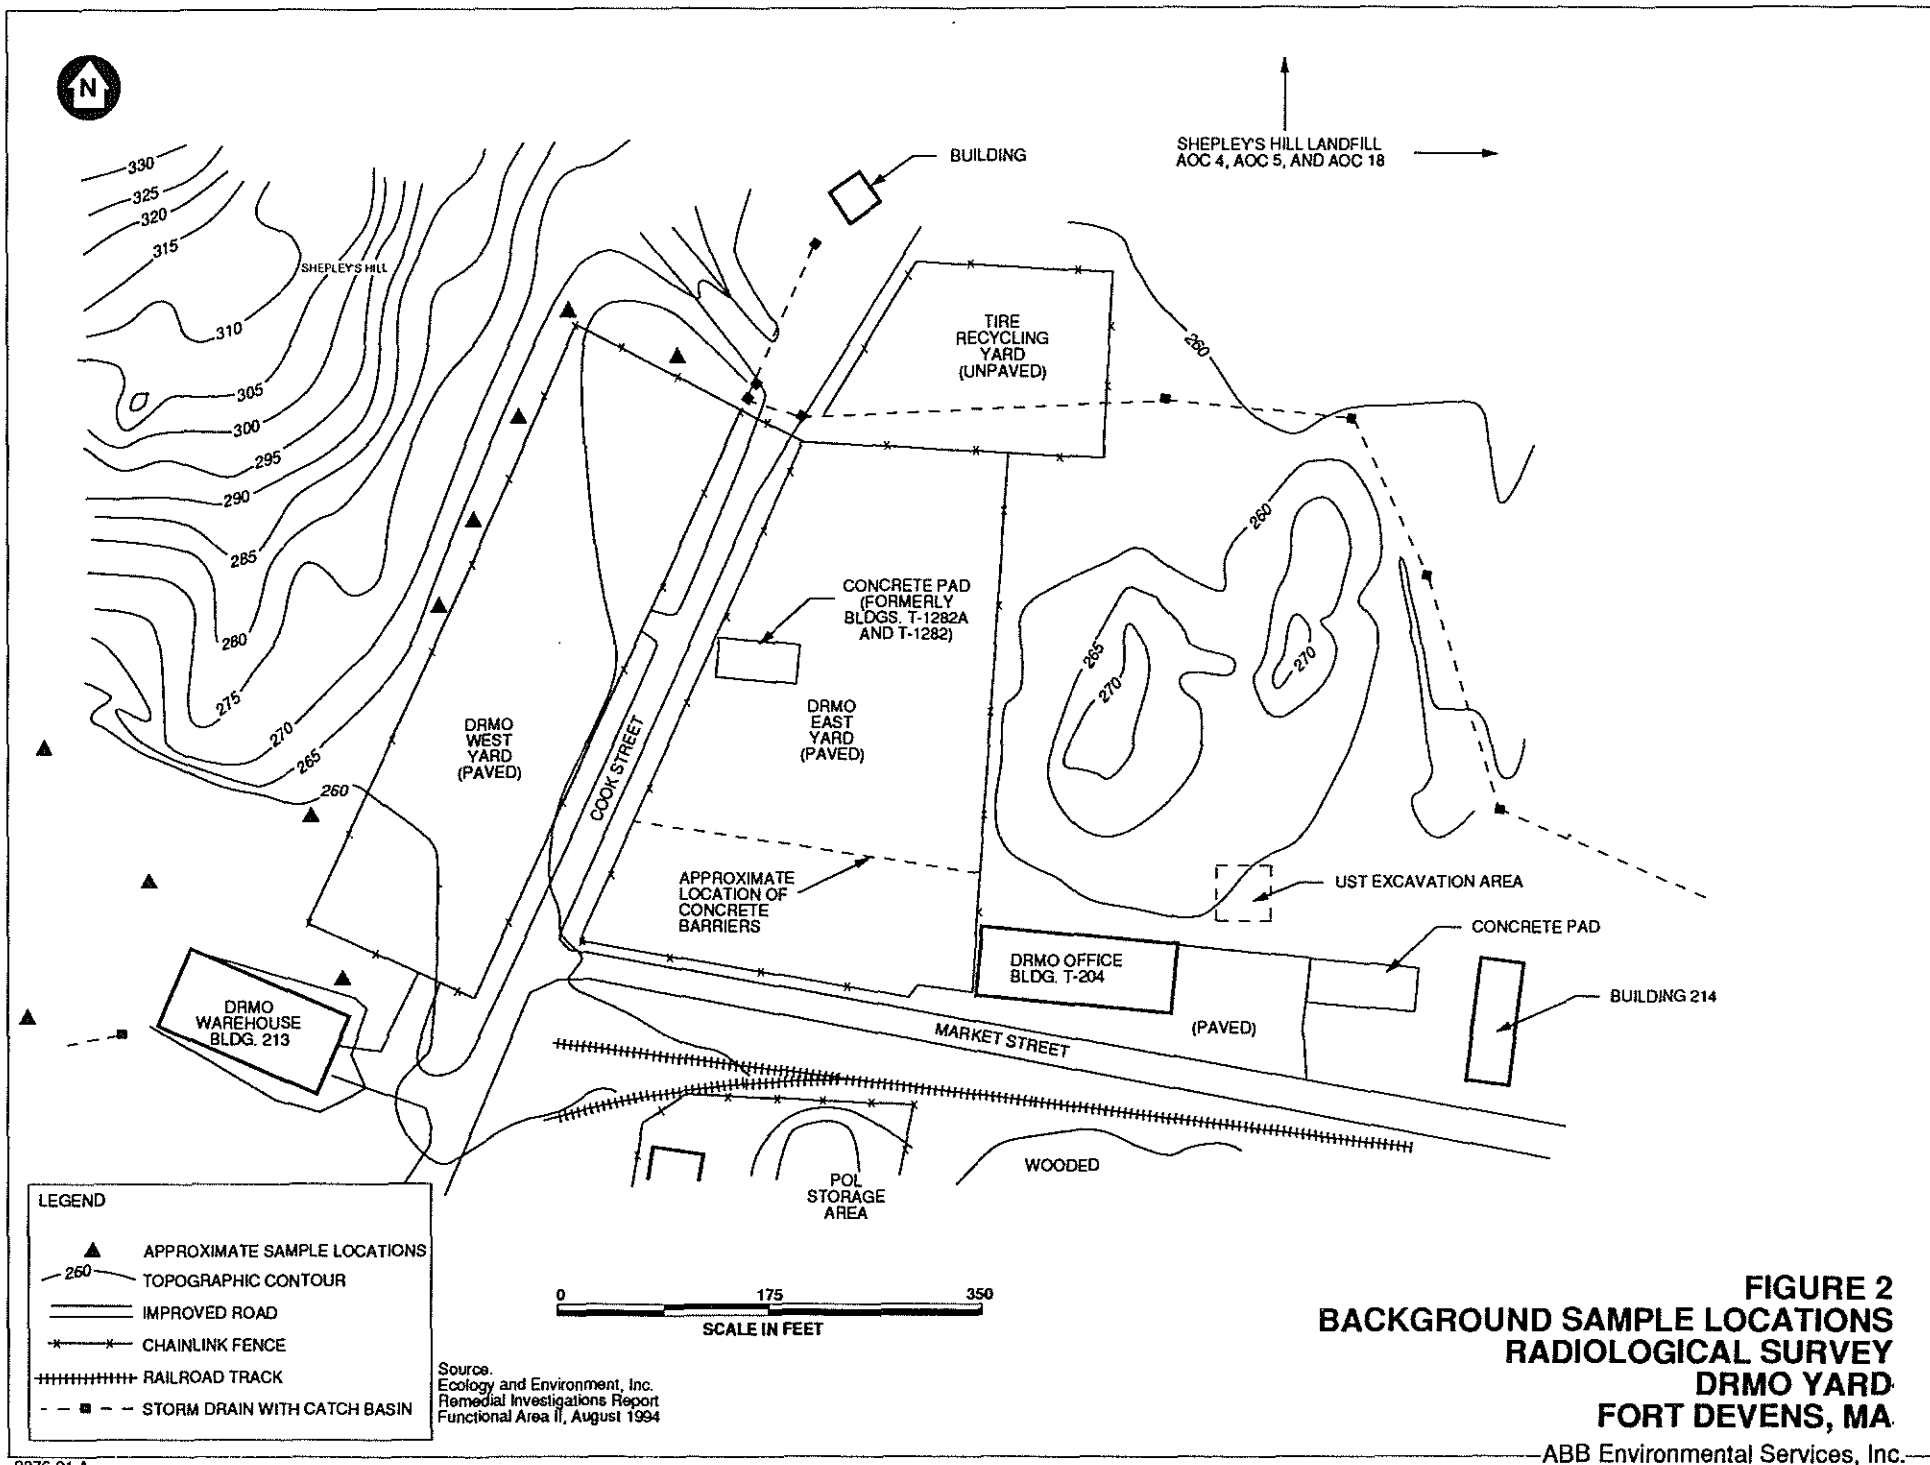 N
BUILDING
SHEPLEY'S HILL LANDFILL
AOC 4, AOC 5, AND AOC 18
330
325
320
315
SHEPLEY'S HILL
310
305
300
295
290
285
280
275
270
265
260
TIRE
RECYCLING
YARD
(UNPAVED)
260
260
265
270
270
CONCRETE PAD
(FORMERLY
BLDGS. T-1282A
AND T-1282)
DRMO
WEST
YARD
(PAVED)
DRMO
EAST
YARD
(PAVED)
COOK STREET
APPROXIMATE
LOCATION OF
CONCRETE
BARRIERS
UST EXCAVATION AREA
CONCRETE PAD
DRMO OFFICE
BLDG. T-204
BUILDING 214
DRMO
WAREHOUSE
BLDG. 213
(PAVED)
MARKET STREET
WOODED
POL
STORAGE
AREA
LEGEND
APPROXIMATE SAMPLE LOCATIONS
260
TOPOGRAPHIC CONTOUR
IMPROVED ROAD
CHAINLINK FENCE
RAILROAD TRACK
STORM DRAIN WITH CATCH BASIN
0 175 350
SCALE IN FEET
Source.
Ecology and Environment, Inc.
Remedial Investigations Report
Functional Area II, August 1994
FIGURE 2
BACKGROUND SAMPLE LOCATIONS
RADIOLOGICAL SURVEY
DRMO YARD
FORT DEVENS, MA
ABB Environmental Services, Inc.